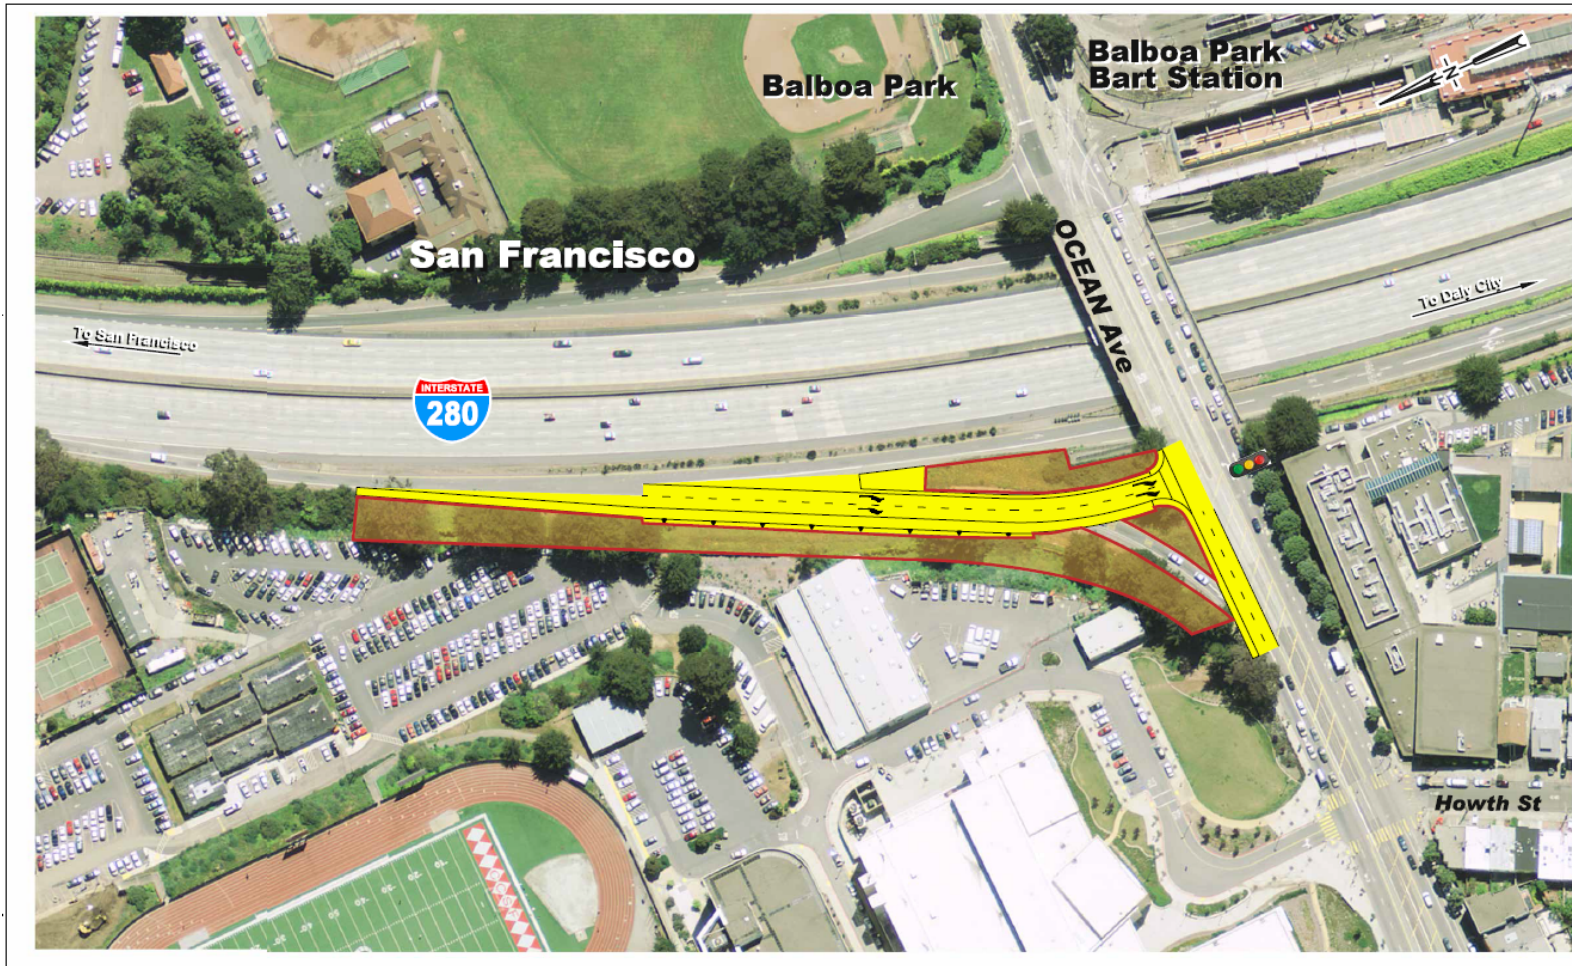 Balboa Park
Balboa Park
Bart Station
N
San Francisco
OCEAN Ave
To Daly City
To San Francisco
INTERSTATE
280
Howth St